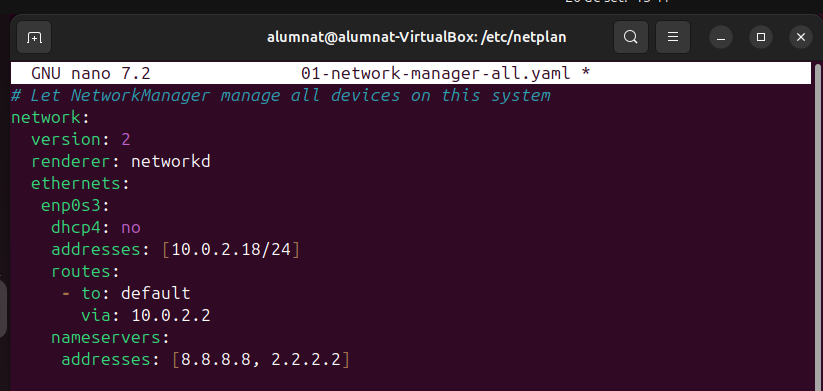 alumnat@alumnat-VirtualBox: /etc/netplan
GNU nano 7.2 01-network-manager-all.yaml *
# Let NetworkManager manage all devices on this system
network:
  version: 2
  renderer: networkd
  ethernets:
   enp0s3:
    dhcp4: no
    addresses: [10.0.2.18/24]
    routes:
     - to: default
       via: 10.0.2.2
    nameservers:
     addresses: [8.8.8.8, 2.2.2.2]